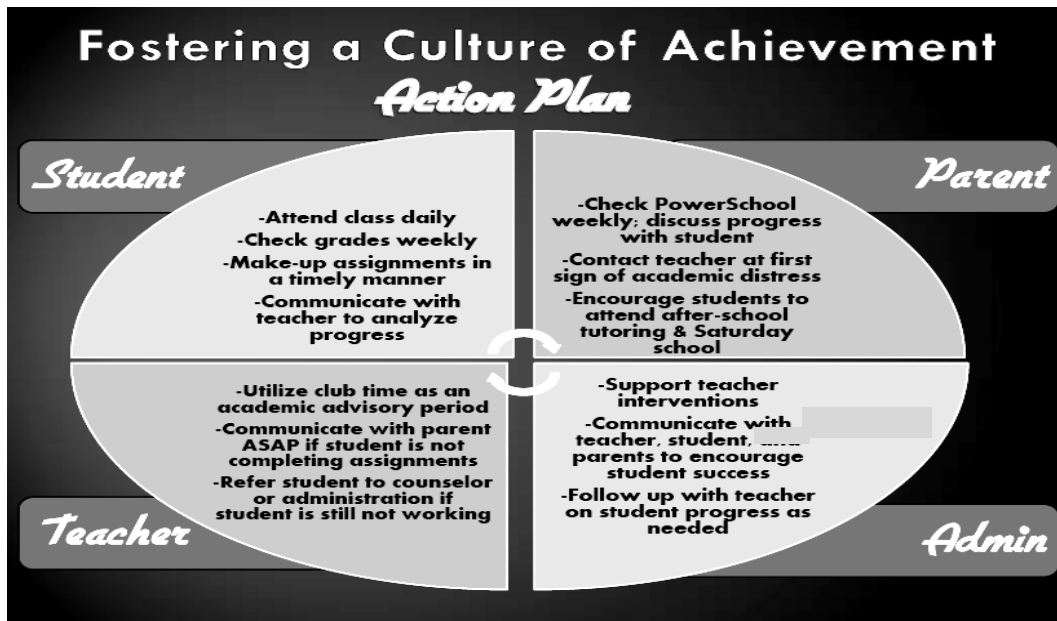 Fostering a Culture of Achievement
Action Plan
Student
-Attend class daily
-Check grades weekly
-Make-up assignments in
a timely manner
-Communicate with
teacher to analyze
progress
Parent
-Check PowerSchool
weekly; discuss progress
with student
-Contact teacher at first
sign of academic distress
-Encourage students to
attend after-school
tutoring & Saturday
school
Teacher
-Utilize club time as an
academic advisory period
-Communicate with parent
ASAP if student is not
completing assignments
-Refer student to counselor
or administration if
student is still not working
Admin
-Support teacher
interventions
-Communicate with
teacher, student, and
parents to encourage
student success
-Follow up with teacher
on student progress as
needed